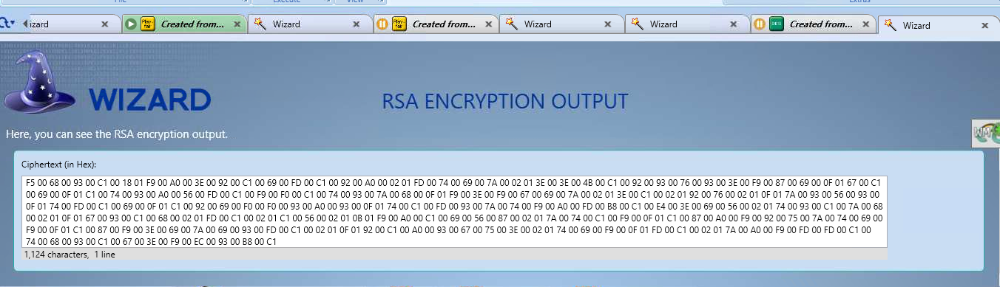 File Execute View Extras
izard Created from... Wizard Created from... Wizard Wizard Created from... Wizard
WIZARD
RSA ENCRYPTION OUTPUT
Here, you can see the RSA encryption output.
Ciphertext (in Hex):
F5 00 68 00 93 00 C1 00 18 01 F9 00 A0 00 3E 00 92 00 C1 00 69 00 FD 00 C1 00 92 00 A0 00 02 01 FD 00 74 00 69 00 7A 00 02 01 3E 00 3E 00 4B 00 C1 00 92 00 93 00 76 00 93 00 3E 00 F9 00 87 00 69 00 0F 01 67 00 C1
00 69 00 0F 01 C1 00 74 00 93 00 A0 00 56 00 FD 00 C1 00 F9 00 F0 00 C1 00 74 00 93 00 7A 00 68 00 0F 01 F9 00 3E 00 F9 00 67 00 69 00 7A 00 02 01 3E 00 C1 00 02 01 92 00 76 00 02 01 0F 01 7A 00 93 00 56 00 93 00
0F 01 74 00 FD 00 C1 00 69 00 0F 01 C1 00 92 00 69 00 F0 00 F0 00 93 00 A0 00 93 00 0F 01 74 00 C1 00 FD 00 93 00 7A 00 74 00 F9 00 A0 00 FD 00 B8 00 C1 00 E4 00 3E 00 69 00 56 00 02 01 74 00 93 00 C1 00 7A 00 68
00 02 01 0F 01 67 00 93 00 C1 00 68 00 02 01 FD 00 C1 00 02 01 C1 00 56 00 02 01 0B 01 F9 00 A0 00 C1 00 69 00 56 00 87 00 02 01 7A 00 74 00 C1 00 F9 00 0F 01 C1 00 87 00 A0 00 F9 00 92 00 75 00 7A 00 74 00 69 00
F9 00 0F 01 C1 00 87 00 F9 00 3E 00 69 00 7A 00 69 00 93 00 FD 00 C1 00 02 01 0F 01 92 00 C1 00 A0 00 93 00 67 00 75 00 3E 00 02 01 74 00 69 00 F9 00 0F 01 FD 00 C1 00 02 01 7A 00 A0 00 F9 00 FD 00 FD 00 C1 00
74 00 68 00 93 00 C1 00 67 00 3E 00 F9 00 EC 00 93 00 B8 00 C1
1,124 characters, 1 line